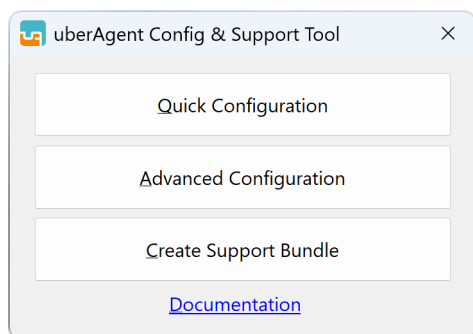 uberAgent Config & Support Tool
Quick Configuration
Advanced Configuration
Create Support Bundle
Documentation